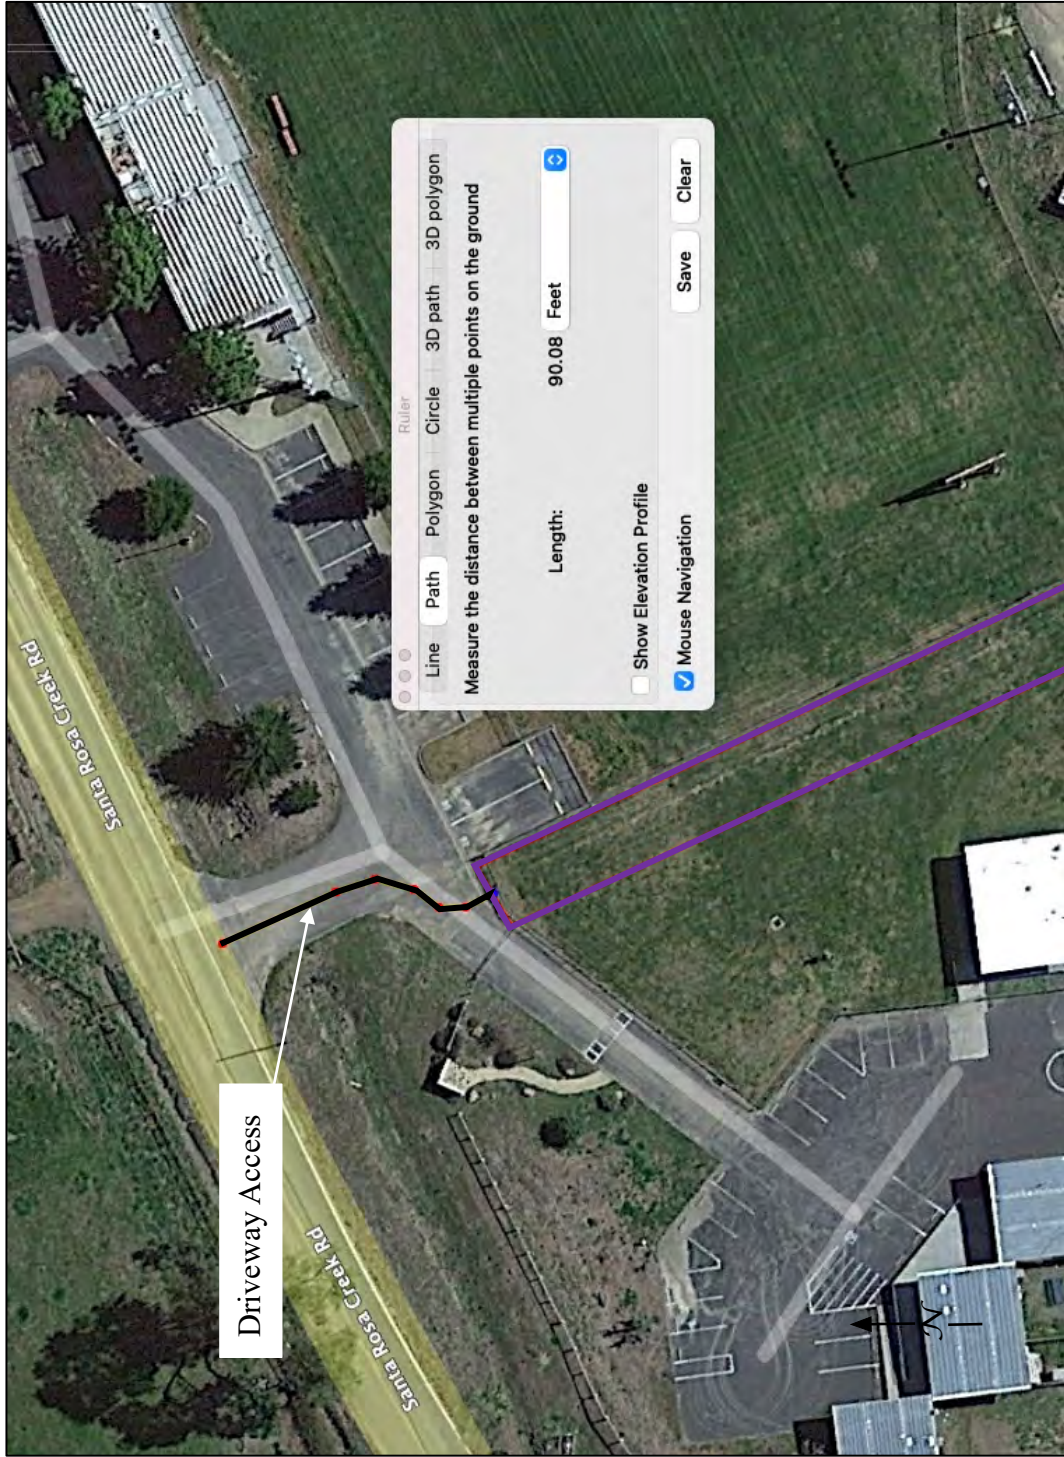 Santa Rosa Creek Rd
Santa Rosa Creek Rd
Driveway Access
Ruler
Line Path Polygon Circle 3D path 3D polygon
Measure the distance between multiple points on the ground
Length: 90.08 Feet
Show Elevation Profile
Mouse Navigation
Save Clear
N